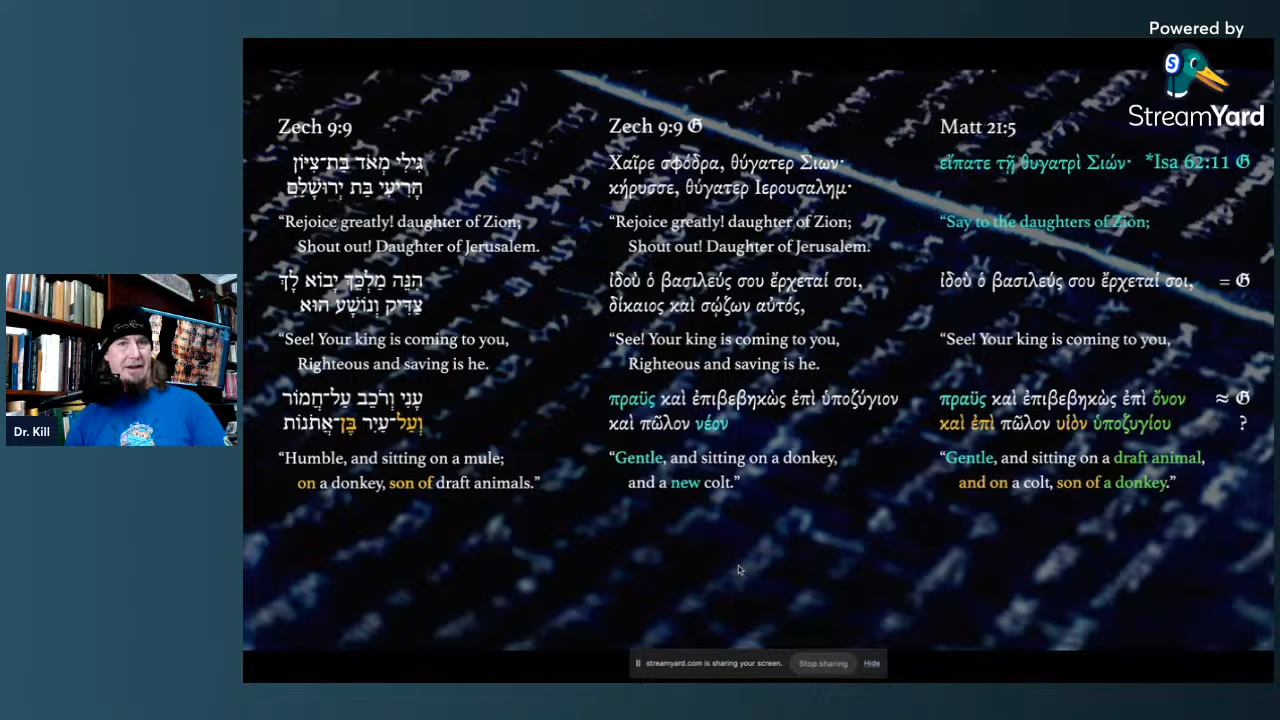 Powered by
StreamYard
Zech 9:9
גִּילִי מְאֹד בַּת־צִיּוֹן
הָרִיעִי בַּת יְרוּשָׁלִַם
“Rejoice greatly! daughter of Zion;
Shout out! Daughter of Jerusalem.
הִנֵּה מַלְכֵּךְ יָבוֹא לָךְ
צַדִּיק וְנוֹשָׁע הוּא
“See! Your king is coming to you,
Righteous and saving is he.
עָנִי וְרֹכֵב עַל־חֲמוֹר
וְעַל־עַיִר בֶּן־אֲתֹנוֹת
“Humble, and sitting on a mule;
on a donkey, son of draft animals.”
Zech 9:9 𝕲
Χαῖρε σφόδρα, θύγατερ Σιων·
κήρυσσε, θύγατερ Ιερουσαλημ·
“Rejoice greatly! daughter of Zion;
Shout out! Daughter of Jerusalem.
ἰδοὺ ὁ βασιλεύς σου ἔρχεταί σοι,
δίκαιος καὶ σῴζων αὐτός,
“See! Your king is coming to you,
Righteous and saving is he.
πραῢς καὶ ἐπιβεβηκὼς ἐπὶ ὑποζύγιον
καὶ πῶλον νέον
“Gentle, and sitting on a donkey,
and a new colt.”
Matt 21:5
εἴπατε τῇ θυγατρὶ Σιών· *Isa 62:11 𝕲
“Say to the daughters of Zion;
ἰδοὺ ὁ βασιλεύς σου ἔρχεταί σοι, = 𝕲
“See! Your king is coming to you,
πραῢς καὶ ἐπιβεβηκὼς ἐπὶ ὄνον ≈ 𝕲
καὶ ἐπὶ πῶλον υἱὸν ὑποζυγίου ?
“Gentle, and sitting on a draft animal,
and on a colt, son of a donkey.”
Dr. Kill
streamyard.com is sharing your screen. Stop sharing Hide